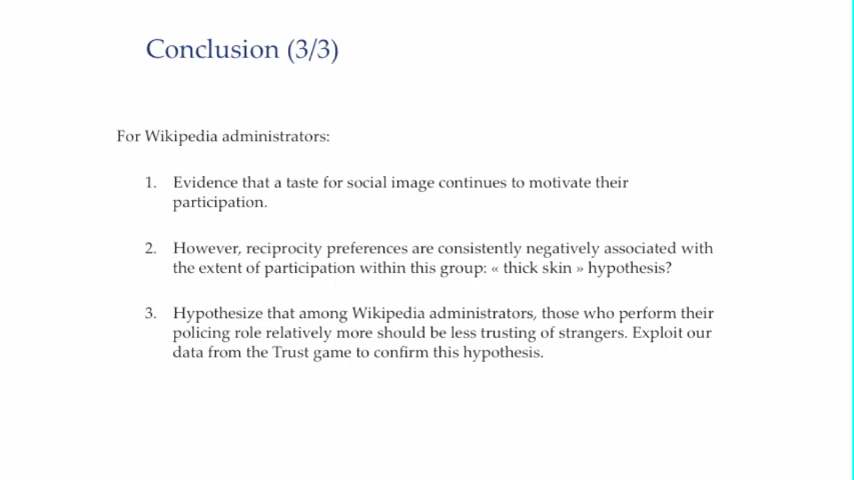 Conclusion (3/3)
For Wikipedia administrators:
1. Evidence that a taste for social image continues to motivate their
participation.
2. However, reciprocity preferences are consistently negatively associated with
the extent of participation within this group: « thick skin » hypothesis?
3. Hypothesize that among Wikipedia administrators, those who perform their
policing role relatively more should be less trusting of strangers. Exploit our
data from the Trust game to confirm this hypothesis.